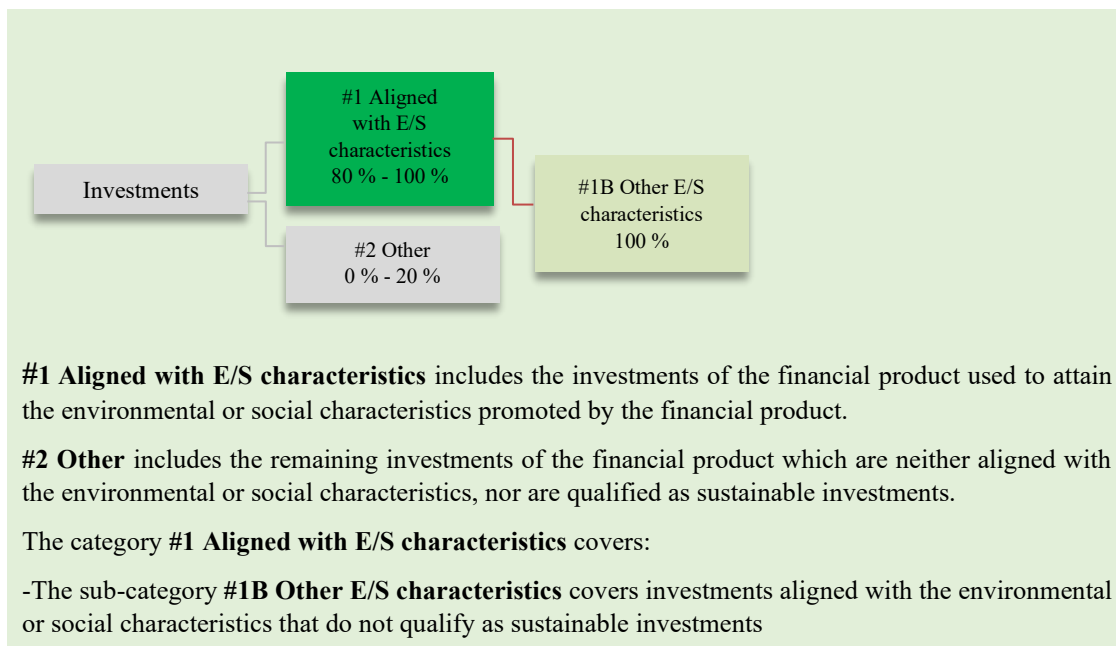 #1 Aligned
with E/S
characteristics
80 % - 100 %
Investments
#1B Other E/S
characteristics
100 %
#2 Other
0 % - 20 %
#1 Aligned with E/S characteristics includes the investments of the financial product used to attain
the environmental or social characteristics promoted by the financial product.
#2 Other includes the remaining investments of the financial product which are neither aligned with
the environmental or social characteristics, nor are qualified as sustainable investments.
The category #1 Aligned with E/S characteristics covers:
-The sub-category #1B Other E/S characteristics covers investments aligned with the environmental
or social characteristics that do not qualify as sustainable investments